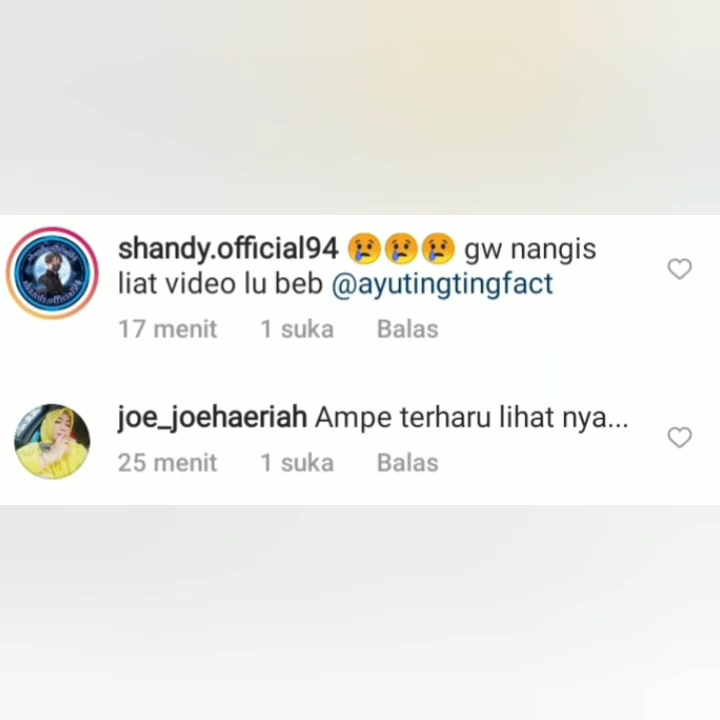 shandy.official94 😢😢😢 gw nangis
liat video lu beb @ayutingtingfact
17 menit 1 suka Balas
joe_joehaeriah Ampe terharu lihat nya...
25 menit 1 suka Balas